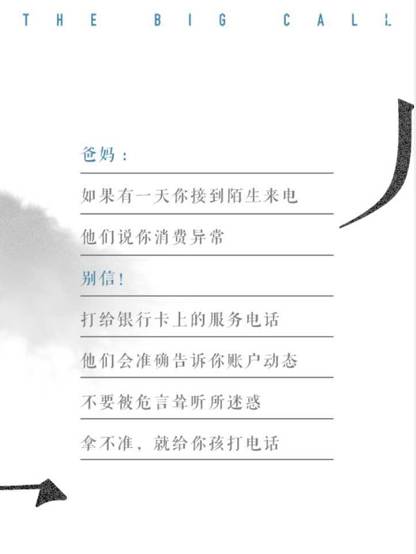 THE BIG CALL
爸妈：
如果有一天你接到陌生来电
他们说你消费异常
别信！
打给银行卡上的服务电话
他们会准确告诉你账户动态
不要被危言耸听所迷惑
拿不准，就给你孩打电话